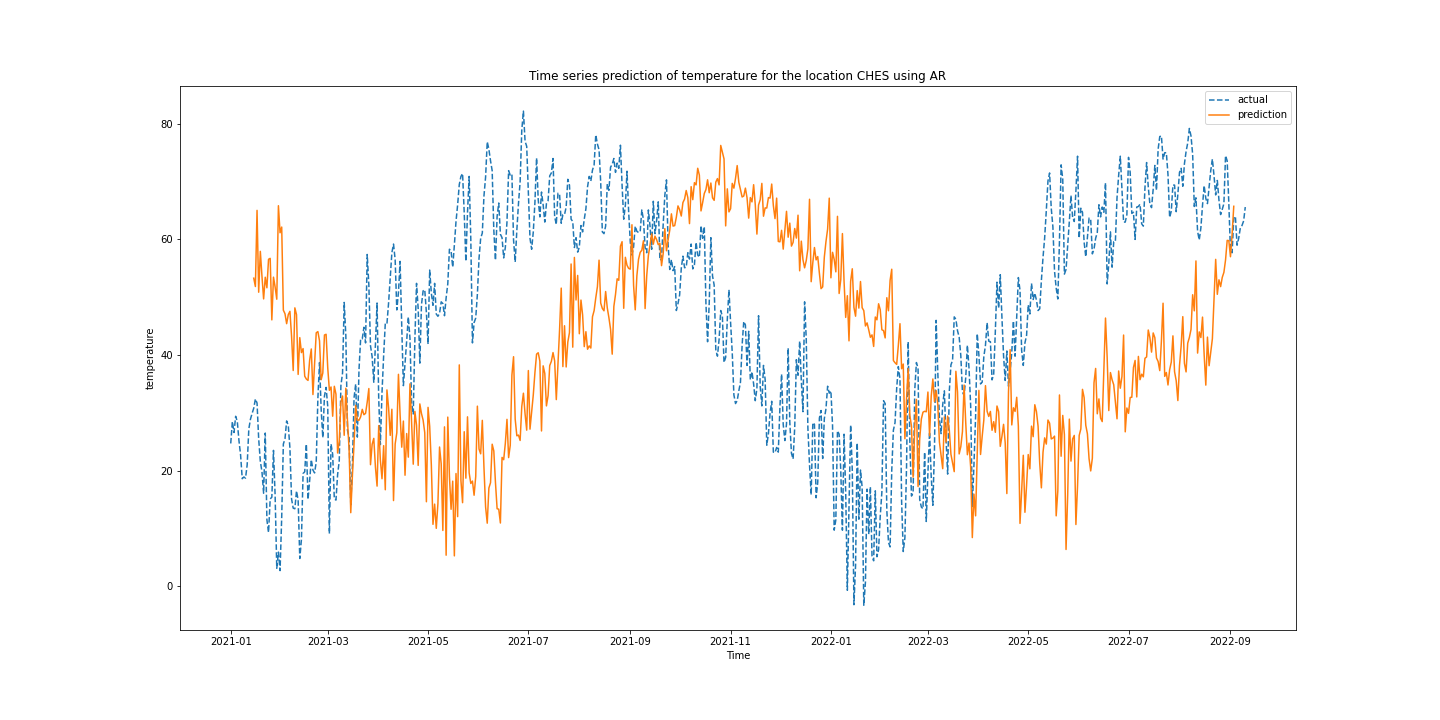 Time series prediction of temperature for the location CHES using AR
actual
prediction
80
60
40
20
0
temperature
2021-01 2021-03 2021-05 2021-07 2021-09 2021-11 2022-01 2022-03 2022-05 2022-07 2022-09
Time